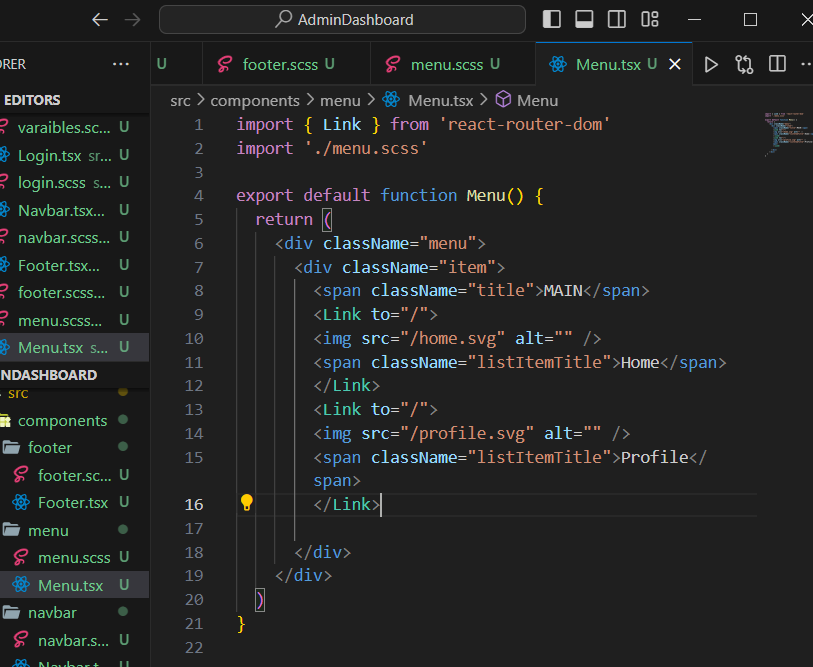 AdminDashboard
ORER ...
U footer.scss U menu.scss U Menu.tsx U
EDITORS
src > components > menu > Menu.tsx > Menu
varaibles.sc... U
Login.tsx sr... U
login.scss s... U
Navbar.tsx... U
navbar.scss... U
Footer.tsx... U
footer.scss... U
menu.scss... U
Menu.tsx s... U
NDASHBOARD
src
components
footer
footer.sc... U
Footer.tsx U
menu
menu.scss U
Menu.tsx U
navbar
navbar.s... U
Navbar.t... U
1 import { Link } from 'react-router-dom'
2 import './menu.scss'
3
4 export default function Menu() {
5 return (
6 <div className="menu">
7 <div className="item">
8 <span className="title">MAIN</span>
9 <Link to="/">
10 <img src="/home.svg" alt="" />
11 <span className="listItemTitle">Home</span>
12 </Link>
13 <Link to="/">
14 <img src="/profile.svg" alt="" />
15 <span className="listItemTitle">Profile</
span>
16 </Link>
17
18 </div>
19 </div>
20 )
21 }
22